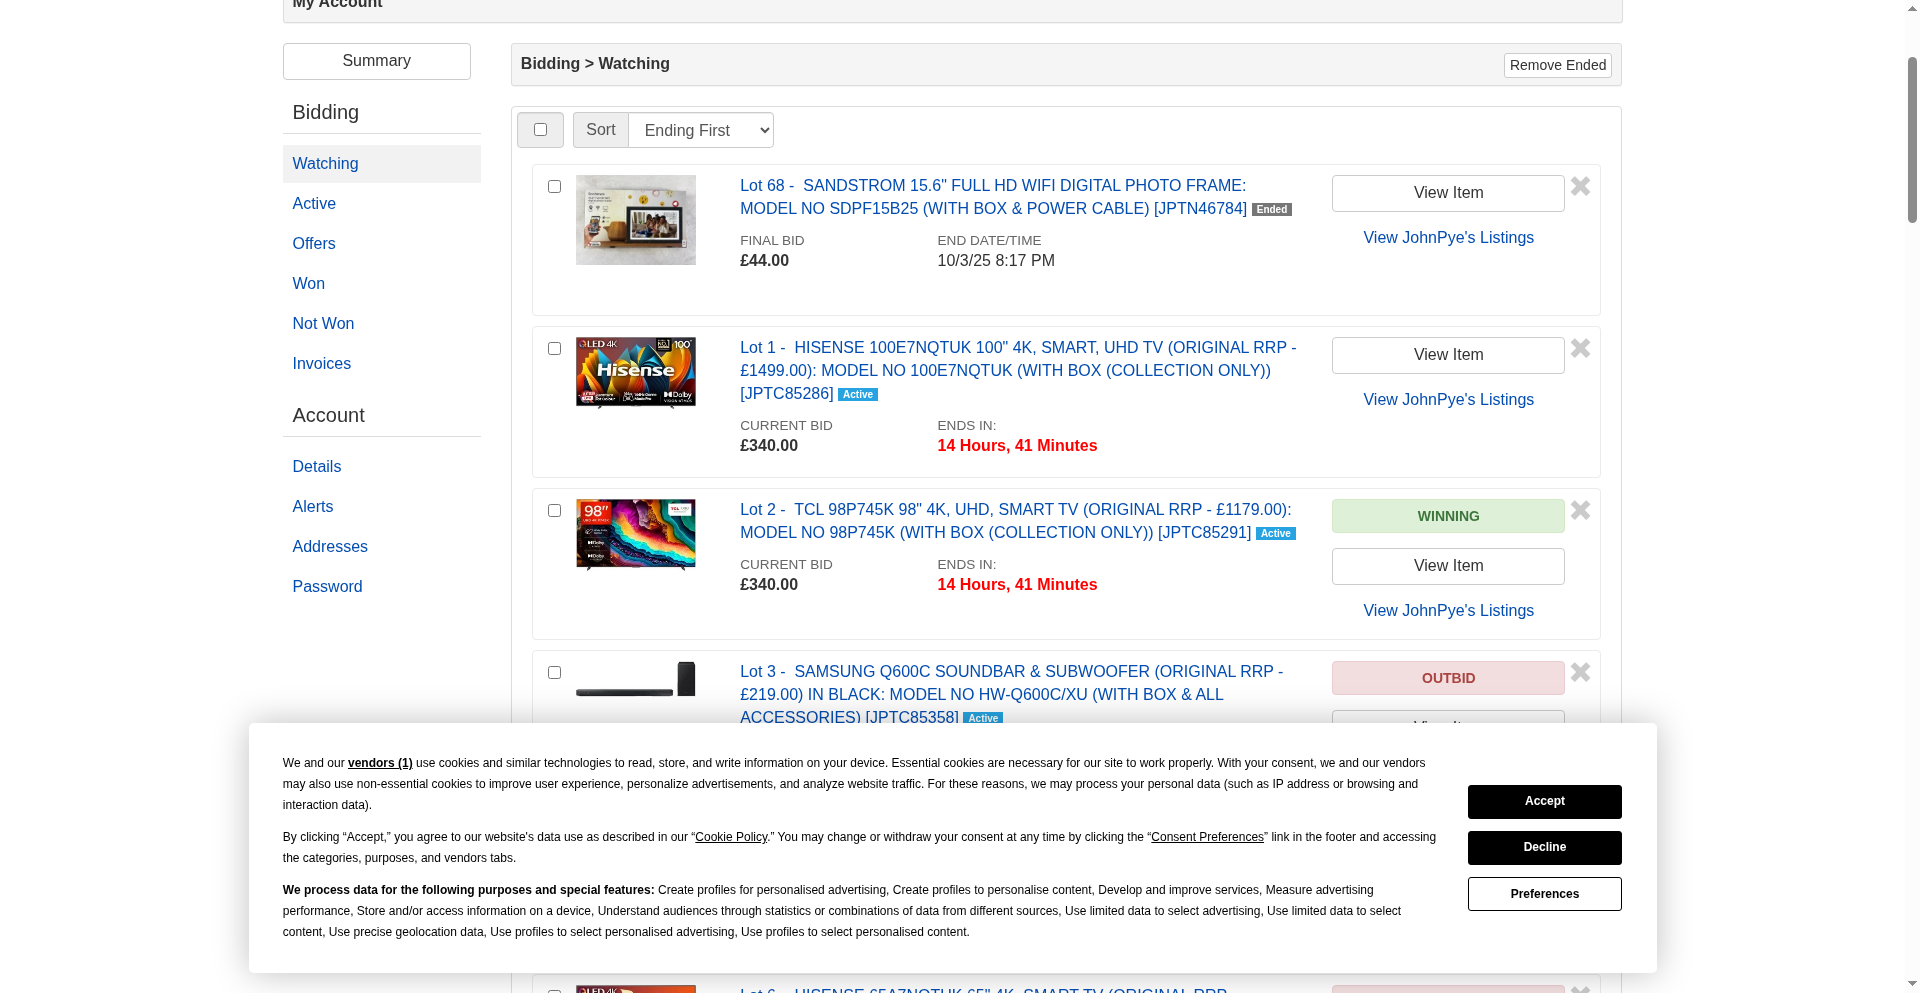 My Account
Summary
Bidding > Watching
Remove Ended
Bidding
Sort
Ending First
Watching
Active
Offers
Won
Not Won
Invoices
Account
Details
Alerts
Addresses
Password
Lot 68 - SANDSTROM 15.6" FULL HD WIFI DIGITAL PHOTO FRAME:
MODEL NO SDPF15B25 (WITH BOX & POWER CABLE) [JPTN46784] Ended
FINAL BID
END DATE/TIME
£44.00
10/3/25 8:17 PM
View Item
View JohnPye's Listings
QLED 4K
100"
Hisense
Dolby
Lot 1 - HISENSE 100E7NQTUK 100" 4K, SMART, UHD TV (ORIGINAL RRP -
£1499.00): MODEL NO 100E7NQTUK (WITH BOX (COLLECTION ONLY))
[JPTC85286] Active
CURRENT BID
ENDS IN:
£340.00
14 Hours, 41 Minutes
View Item
View JohnPye's Listings
98"
TCL
Lot 2 - TCL 98P745K 98" 4K, UHD, SMART TV (ORIGINAL RRP - £1179.00):
MODEL NO 98P745K (WITH BOX (COLLECTION ONLY)) [JPTC85291] Active
CURRENT BID
ENDS IN:
£340.00
14 Hours, 41 Minutes
WINNING
View Item
View JohnPye's Listings
Lot 3 - SAMSUNG Q600C SOUNDBAR & SUBWOOFER (ORIGINAL RRP -
£219.00) IN BLACK: MODEL NO HW-Q600C/XU (WITH BOX & ALL
ACCESSORIES) [JPTC85358] Active
OUTBID
View Item
We and our vendors (1) use cookies and similar technologies to read, store, and write information on your device. Essential cookies are necessary for our site to work properly. With your consent, we and our vendors
may also use non-essential cookies to improve user experience, personalize advertisements, and analyze website traffic. For these reasons, we may process your personal data (such as IP address or browsing and
interaction data).
By clicking “Accept,” you agree to our website's data use as described in our “Cookie Policy.” You may change or withdraw your consent at any time by clicking the “Consent Preferences” link in the footer and accessing
the categories, purposes, and vendors tabs.
We process data for the following purposes and special features: Create profiles for personalised advertising, Create profiles to personalise content, Develop and improve services, Measure advertising
performance, Store and/or access information on a device, Understand audiences through statistics or combinations of data from different sources, Use limited data to select advertising, Use limited data to select
content, Use precise geolocation data, Use profiles to select personalised advertising, Use profiles to select personalised content.
Accept
Decline
Preferences
QLED 4K
Lot 6 - HISENSE 65A7NQTUK 65" 4K, SMART TV (ORIGINAL RRP